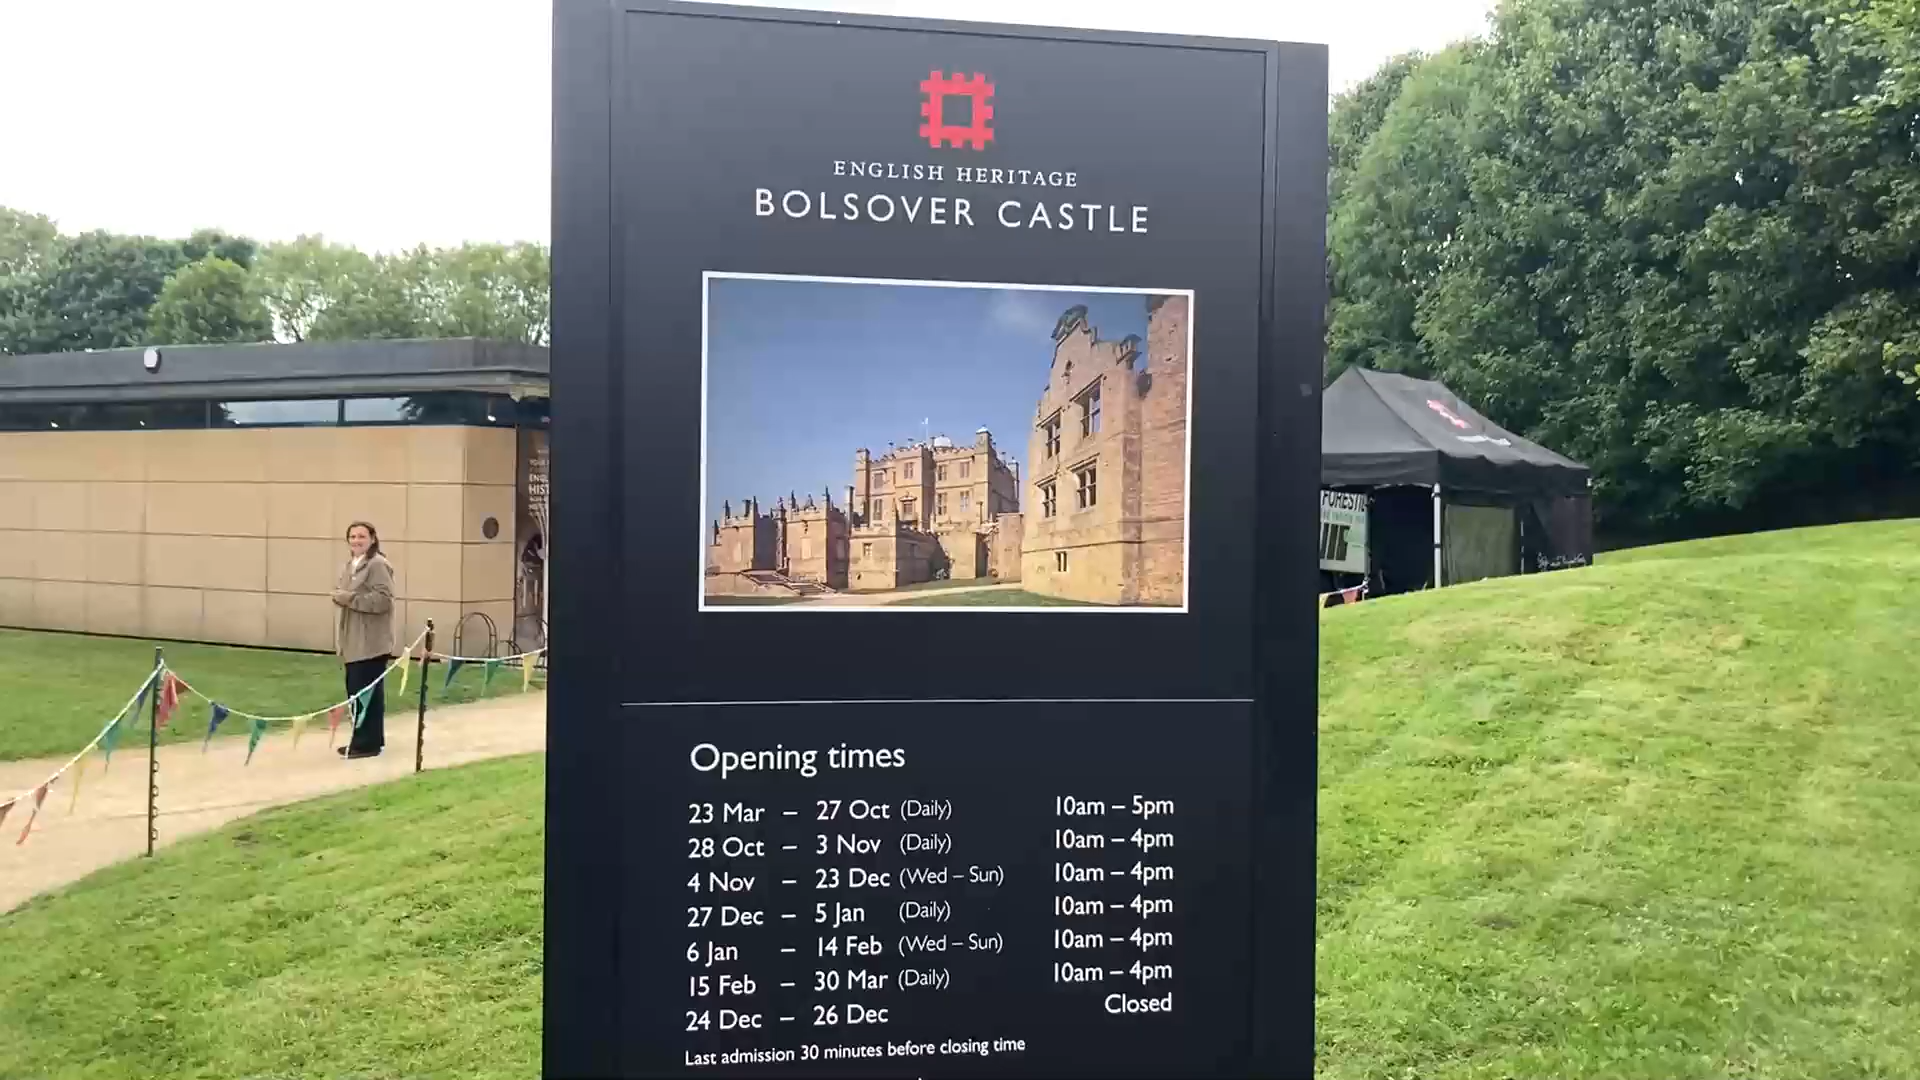 ENGLISH HERITAGE
BOLSOVER CASTLE
Opening times
23 Mar – 27 Oct (Daily) 10am – 5pm
28 Oct – 3 Nov (Daily) 10am – 4pm
4 Nov – 23 Dec (Wed – Sun) 10am – 4pm
27 Dec – 5 Jan (Daily) 10am – 4pm
6 Jan – 14 Feb (Wed – Sun) 10am – 4pm
15 Feb – 30 Mar (Daily) 10am – 4pm
24 Dec – 26 Dec Closed
Last admission 30 minutes before closing time